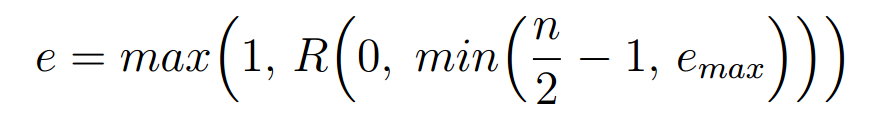 e = max(1, R(0, min(n/2 − 1, e_max)))